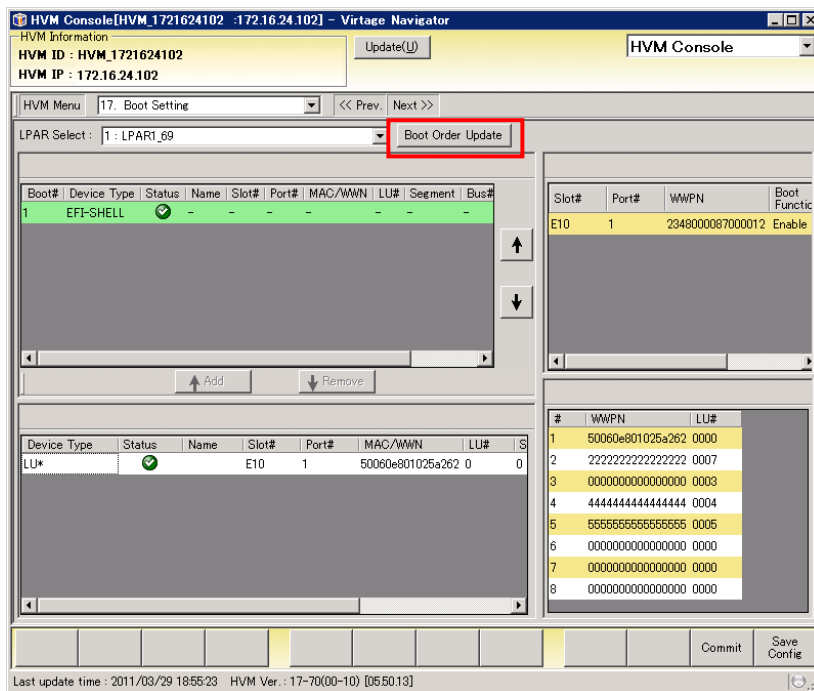 HVM Console[HVM_1721624102 :172.16.24.102] - Virtage Navigator
HVM Information
HVM ID : HVM_1721624102
HVM IP : 172.16.24.102
Update(U)
HVM Console
HVM Menu 17. Boot Setting << Prev. Next >>
LPAR Select : 1 : LPAR1_69 Boot Order Update
Boot# Device Type Status Name Slot# Port# MAC/WWN LU# Segment Bus#
1 EFI-SHELL - - - - - - -
Add Remove
Slot# Port# WWPN Boot Functic
E10 1 2348000087000012 Enable
Device Type Status Name Slot# Port# MAC/WWN LU# S
LU* E10 1 50060e801025a262 0 0
# WWPN LU#
1 50060e801025a262 0000
2 2222222222222222 0007
3 0000000000000000 0003
4 4444444444444444 0004
5 5555555555555555 0005
6 0000000000000000 0000
7 0000000000000000 0000
8 0000000000000000 0000
Commit Save Config
Last update time : 2011/03/29 18:55:23 HVM Ver. : 17-70(00-10) [05.50.13]